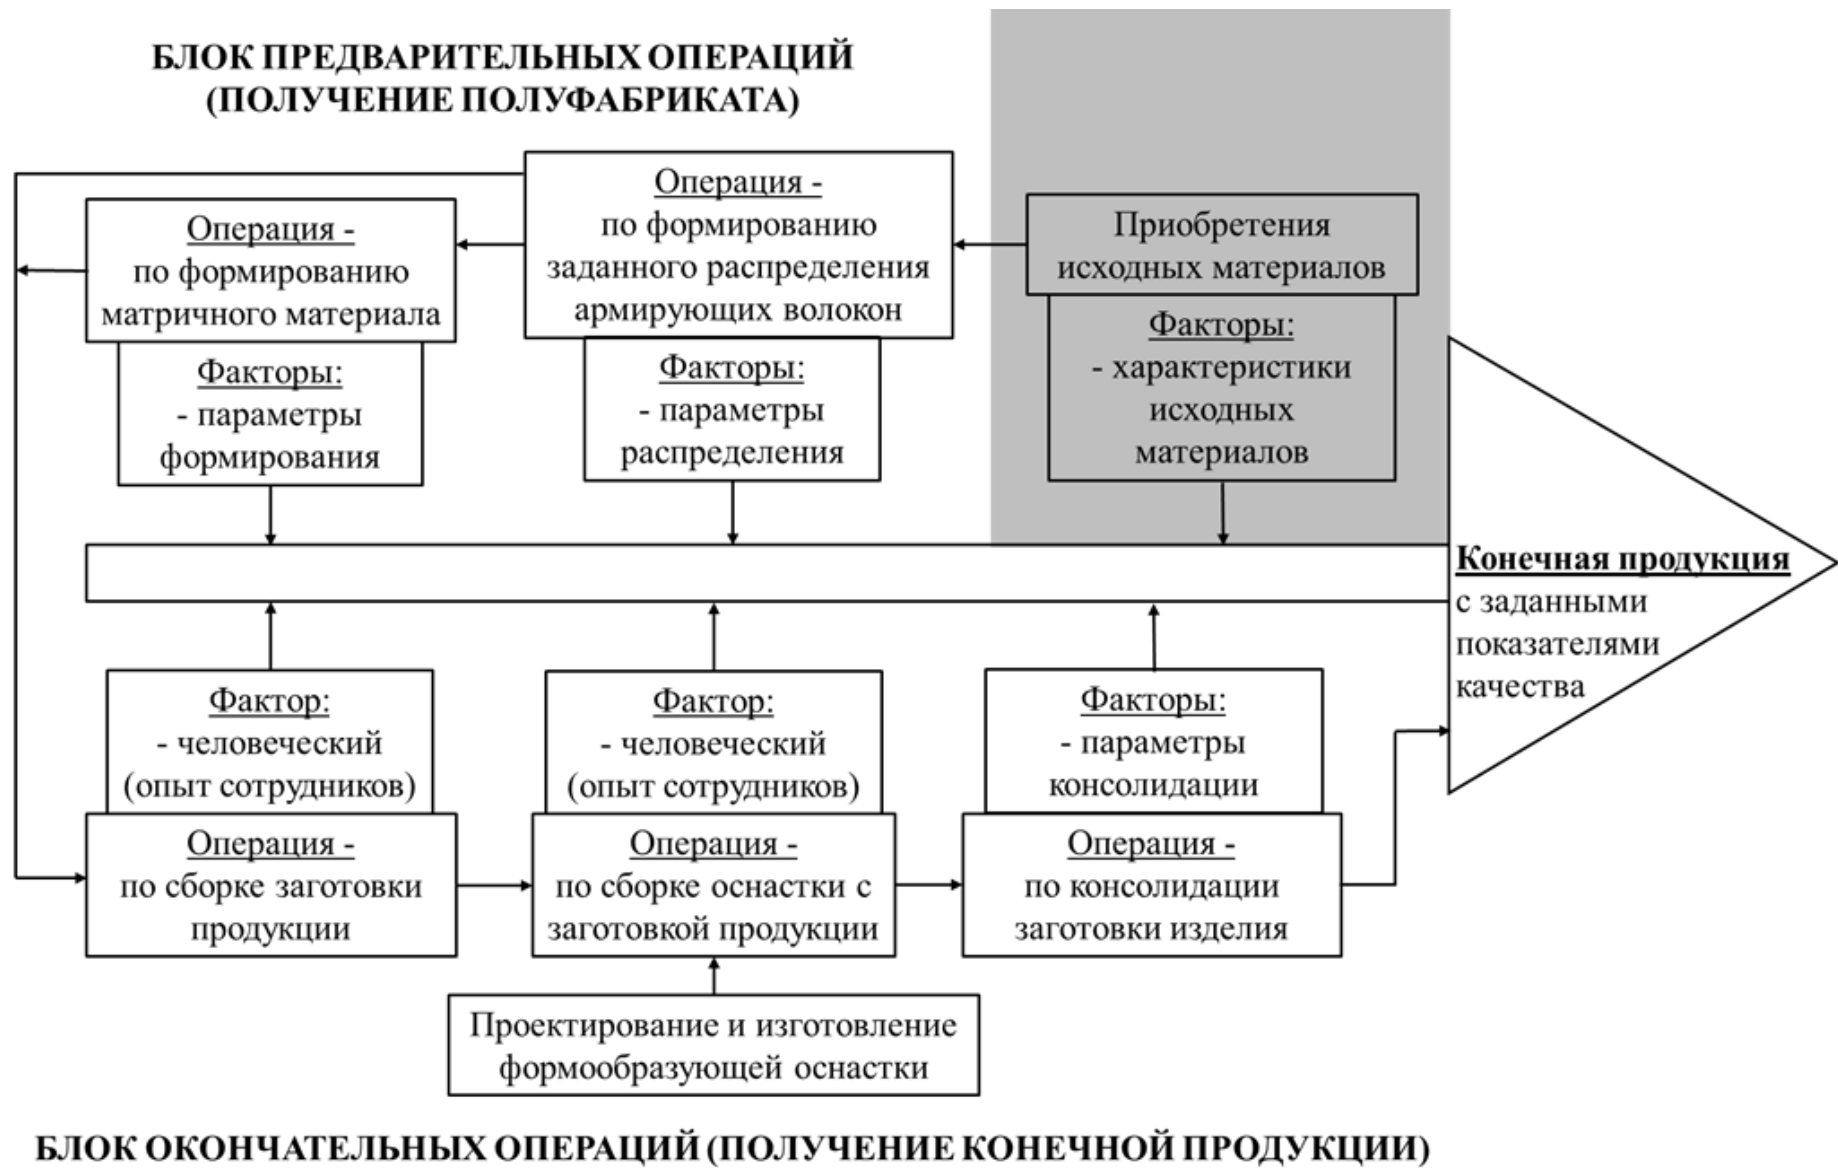 БЛОК ПРЕДВАРИТЕЛЬНЫХ ОПЕРАЦИЙ
(ПОЛУЧЕНИЕ ПОЛУФАБРИКАТА)
Операция -
по формированию
матричного материала
Факторы:
- параметры
формирования
Операция -
по формированию
заданного распределения
армирующих волокон
Факторы:
- параметры
распределения
Приобретения
исходных материалов
Факторы:
- характеристики
исходных
материалов
Конечная продукция
с заданными
показателями
качества
Фактор:
- человеческий
(опыт сотрудников)
Операция -
по сборке заготовки
продукции
Фактор:
- человеческий
(опыт сотрудников)
Операция -
по сборке оснастки с
заготовкой продукции
Факторы:
- параметры
консолидации
Операция -
по консолидации
заготовки изделия
Проектирование и изготовление
формообразующей оснастки
БЛОК ОКОНЧАТЕЛЬНЫХ ОПЕРАЦИЙ (ПОЛУЧЕНИЕ КОНЕЧНОЙ ПРОДУКЦИИ)